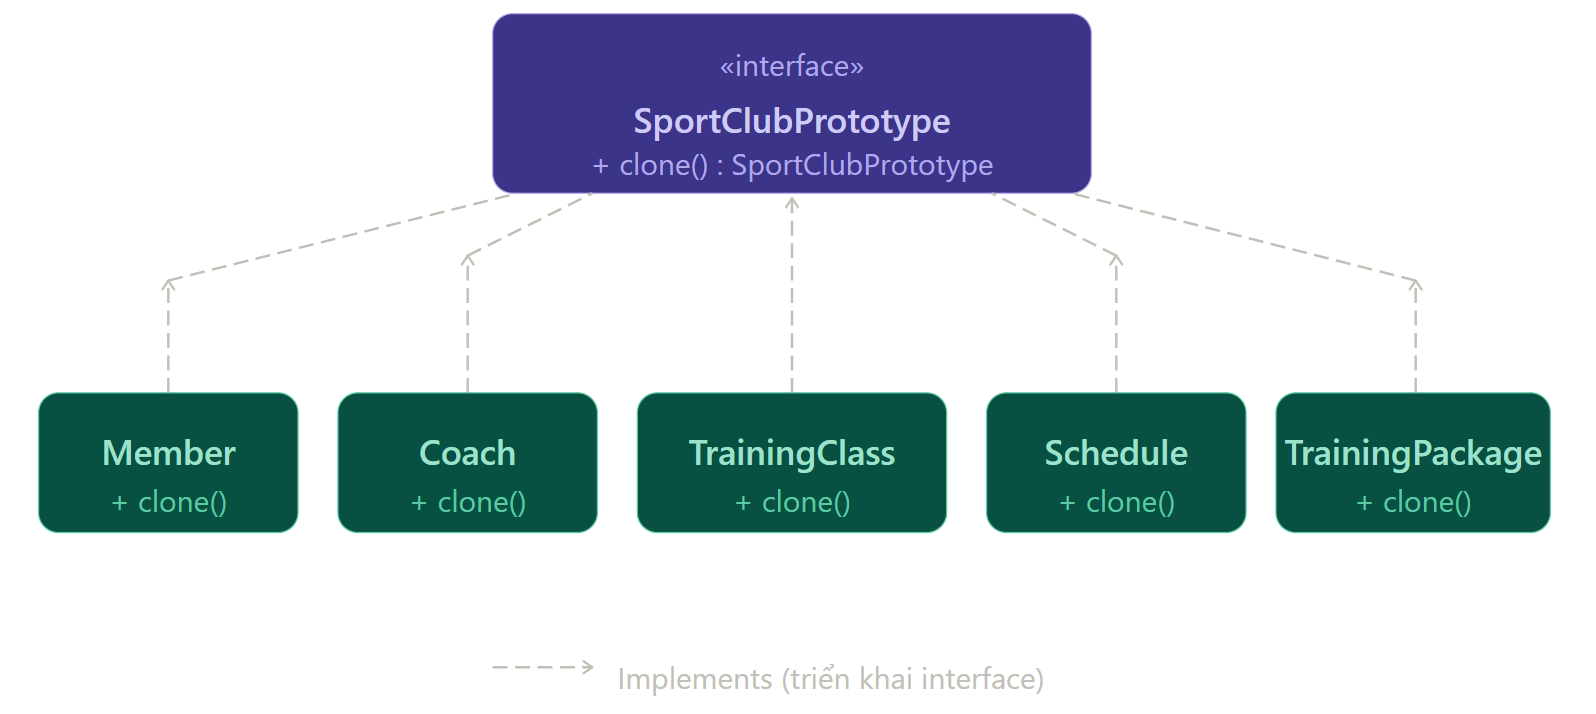 «interface»
SportClubPrototype
+ clone() : SportClubPrototype
Member
+ clone()
Coach
+ clone()
TrainingClass
+ clone()
Schedule
+ clone()
TrainingPackage
+ clone()
Implements (triển khai interface)